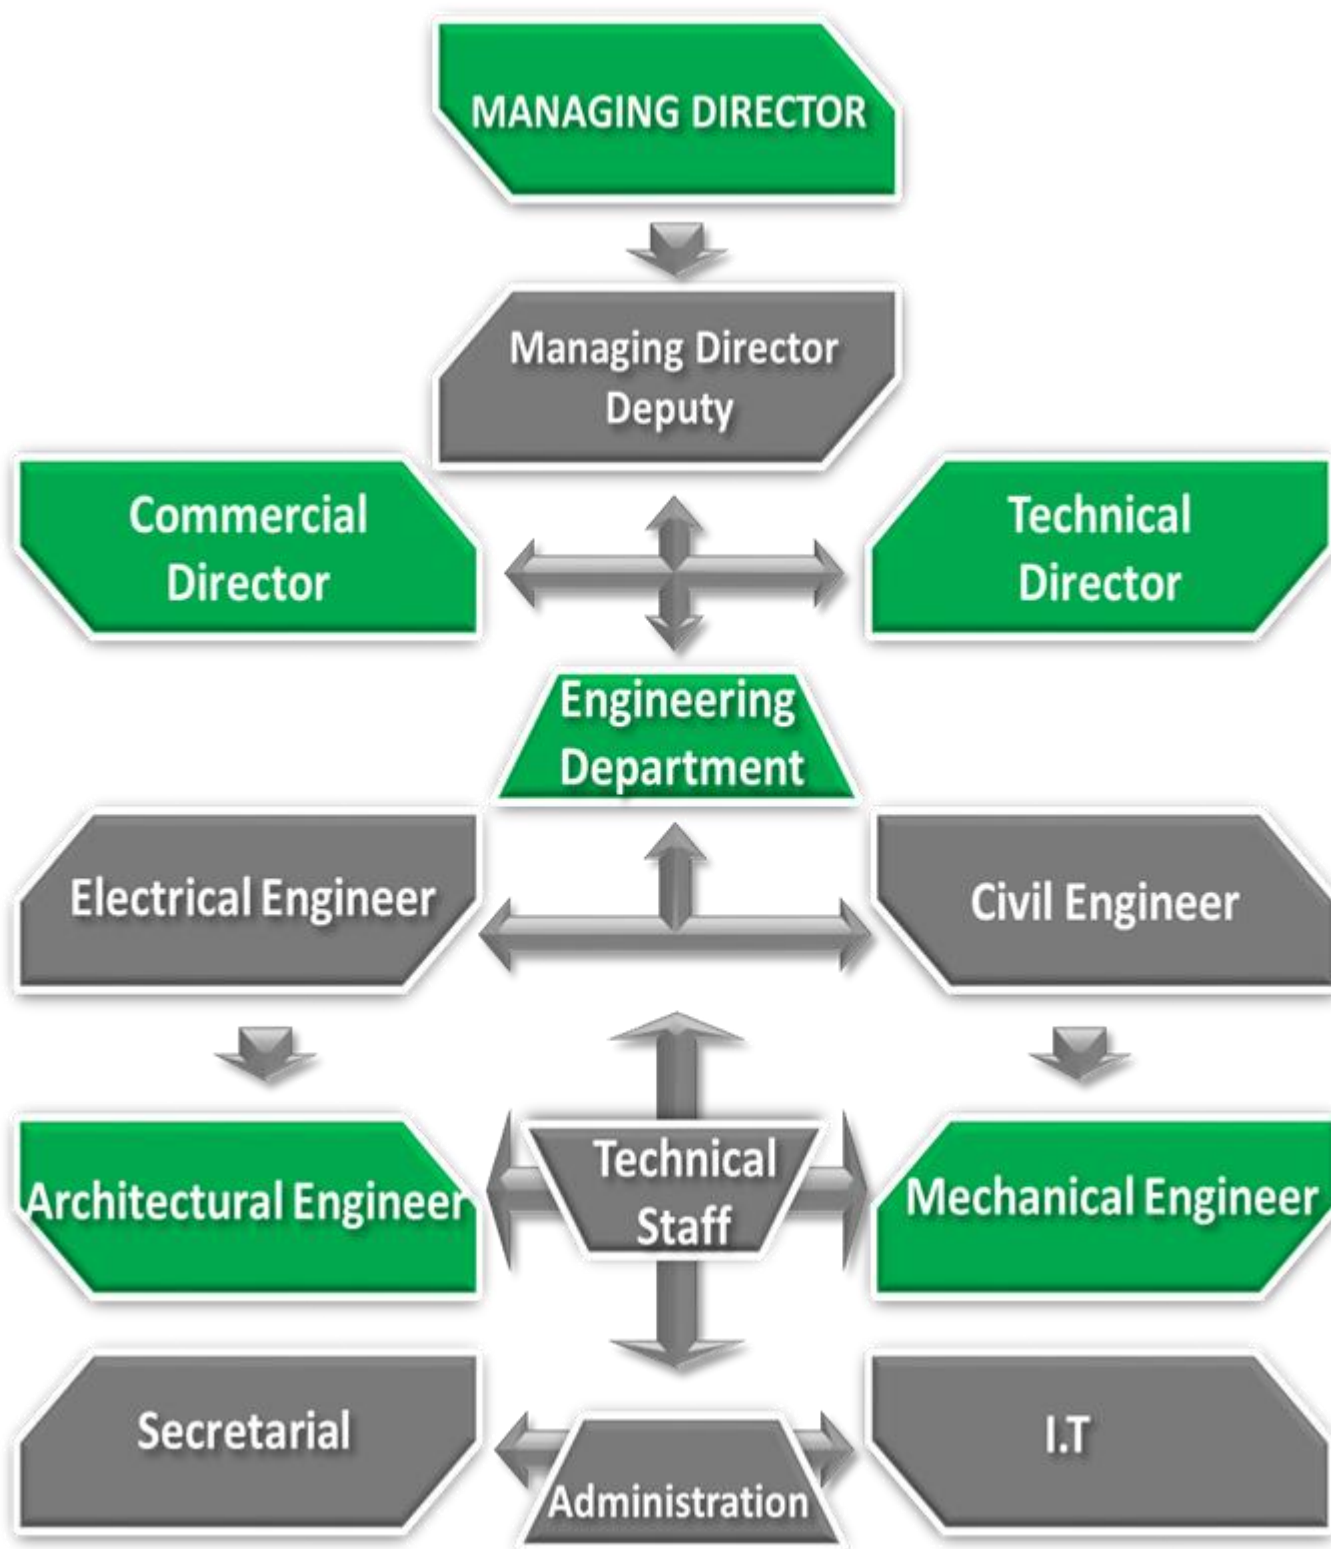 MANAGING DIRECTOR
Managing Director
Deputy
Commercial
Director
Technical
Director
Engineering
Department
Electrical Engineer
Civil Engineer
Architectural Engineer
Technical
Staff
Mechanical Engineer
Secretarial
I.T
Administration